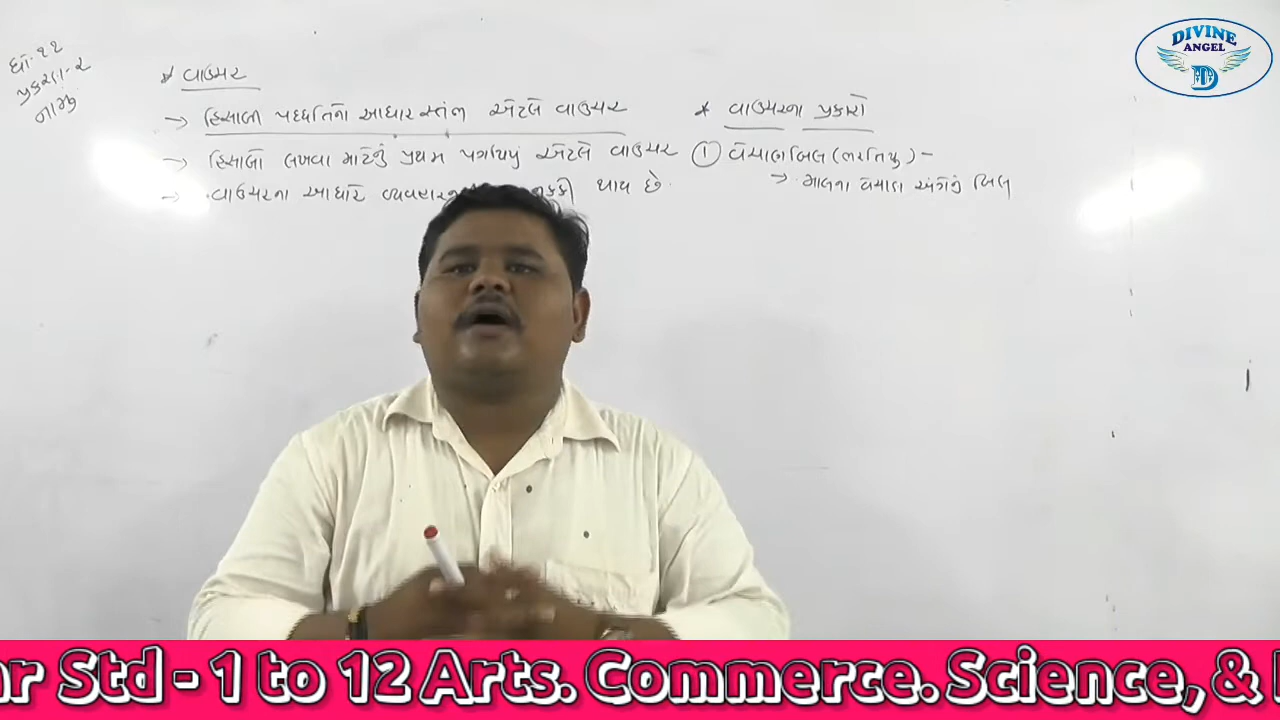 ધો-૧૧
પ્રકરણ-૨
નામું
* વાઉચર
→ હિસાબી પદ્ધતિનો આધાર સ્તંભ એટલે વાઉચર
→ હિસાબો લખવા માટેનું પ્રથમ પગથિયું એટલે વાઉચર
→ વાઉચરના આધારે નક્કી થાય છે.
* વાઉચરના પ્રકારો
① વેચાણબિલ (ભરતિયુ) -
→ માલના વેચાણ અંગેનું બિલ
DIVINE
ANGEL
D
Std - 1 to 12 Arts. Commerce. Science, &